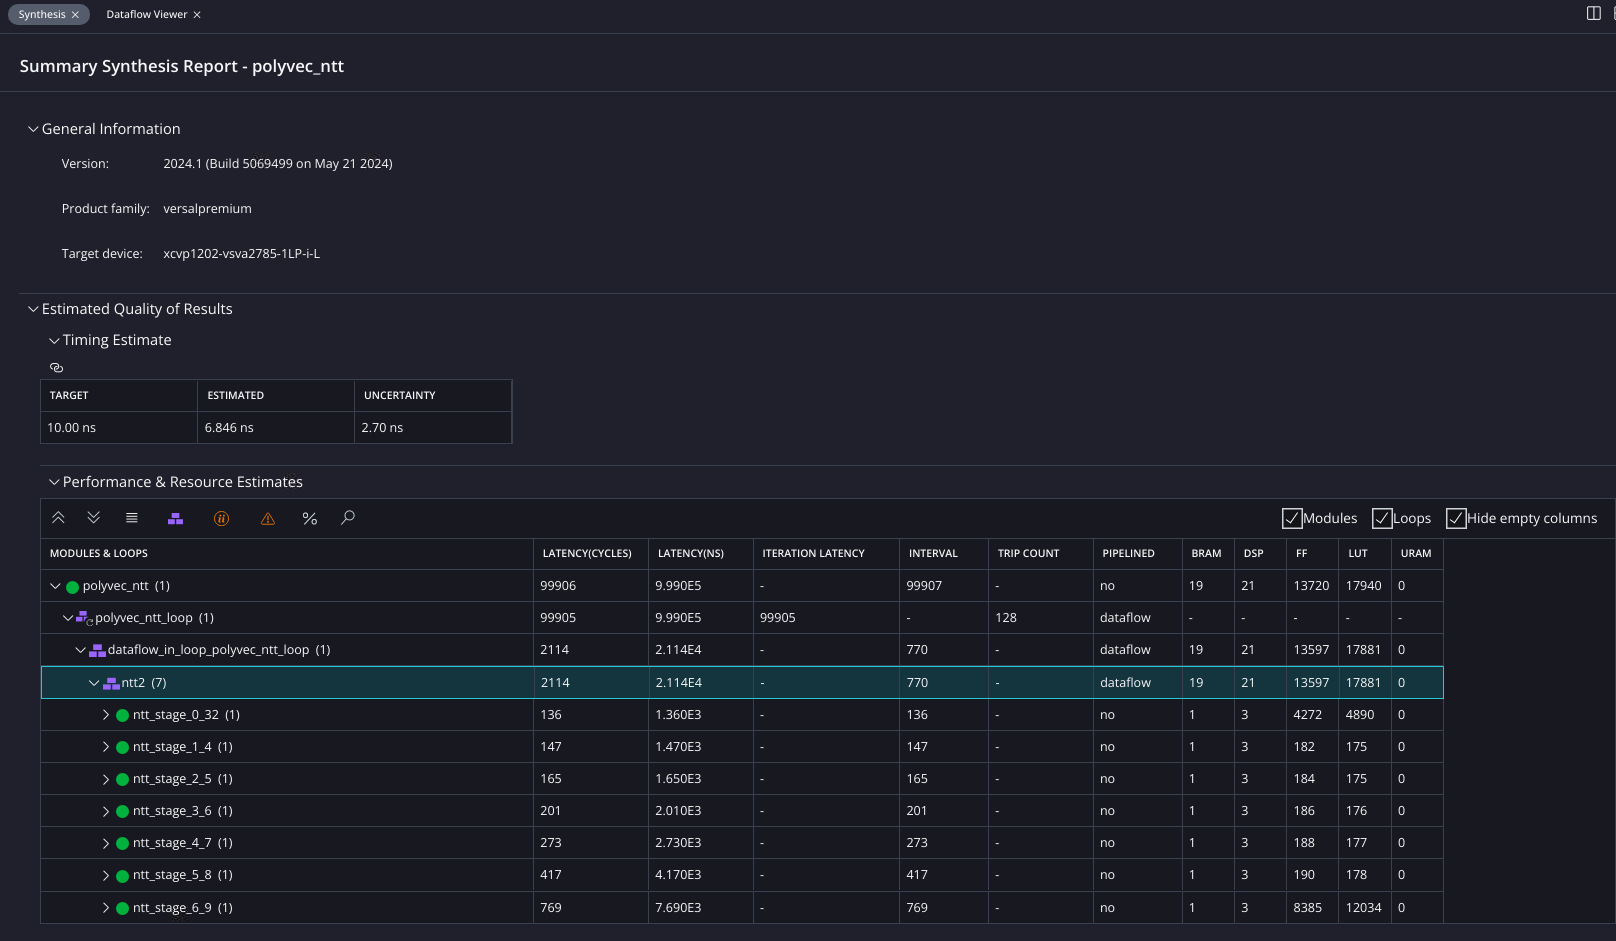 Synthesis
Dataflow Viewer
Summary Synthesis Report - polyvec_ntt
General Information
Version: 2024.1 (Build 5069499 on May 21 2024)
Product family: versalpremium
Target device: xcvp1202-vsva2785-1LP-i-L
Estimated Quality of Results
Timing Estimate
TARGET ESTIMATED UNCERTAINTY
10.00 ns 6.846 ns 2.70 ns
Performance & Resource Estimates
% Modules Loops Hide empty columns
MODULES & LOOPS LATENCY(CYCLES) LATENCY(NS) ITERATION LATENCY INTERVAL TRIP COUNT PIPELINED BRAM DSP FF LUT URAM
polyvec_ntt (1) 99906 9.990E5 - 99907 - no 19 21 13720 17940 0
polyvec_ntt_loop (1) 99905 9.990E5 99905 - 128 dataflow - - - - -
dataflow_in_loop_polyvec_ntt_loop (1) 2114 2.114E4 - 770 - dataflow 19 21 13597 17881 0
ntt2 (7) 2114 2.114E4 - 770 - dataflow 19 21 13597 17881 0
ntt_stage_0_32 (1) 136 1.360E3 - 136 - no 1 3 4272 4890 0
ntt_stage_1_4 (1) 147 1.470E3 - 147 - no 1 3 182 175 0
ntt_stage_2_5 (1) 165 1.650E3 - 165 - no 1 3 184 175 0
ntt_stage_3_6 (1) 201 2.010E3 - 201 - no 1 3 186 176 0
ntt_stage_4_7 (1) 273 2.730E3 - 273 - no 1 3 188 177 0
ntt_stage_5_8 (1) 417 4.170E3 - 417 - no 1 3 190 178 0
ntt_stage_6_9 (1) 769 7.690E3 - 769 - no 1 3 8385 12034 0